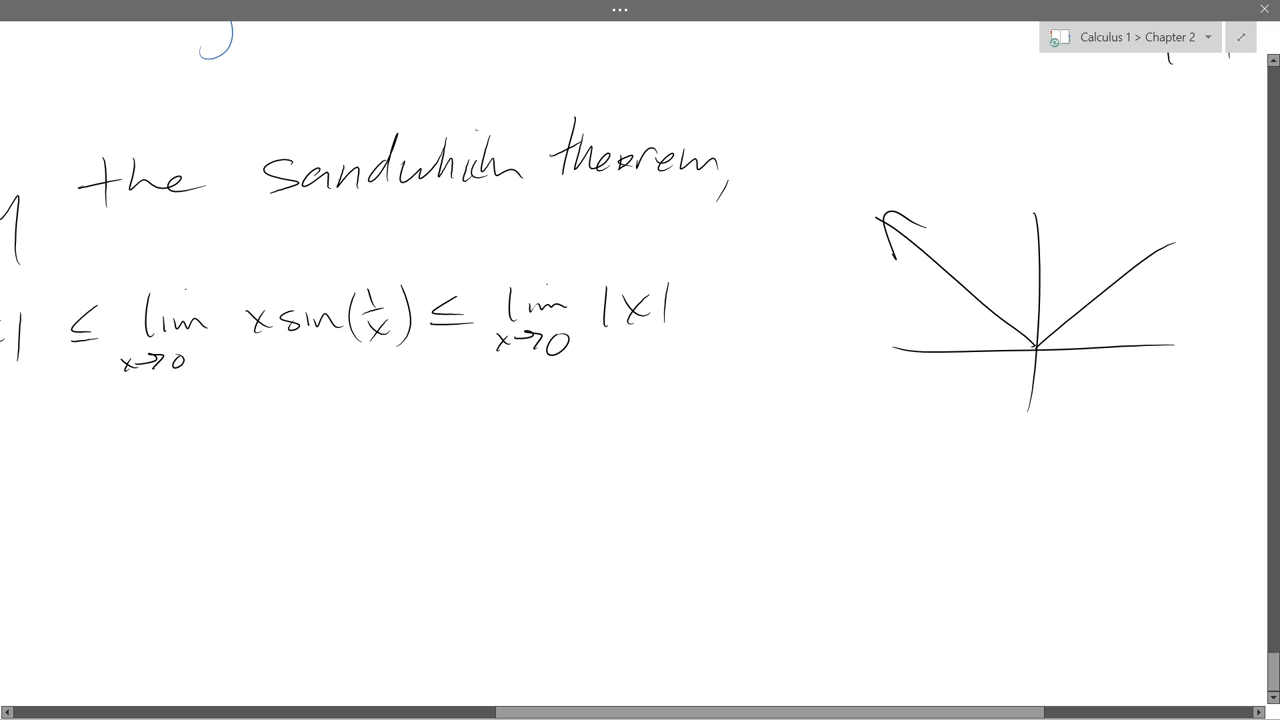 Calculus 1 > Chapter 2
the sandwhich theorem,
| ≤ lim x→0 x sin(1/x) ≤ lim x→0 |x|